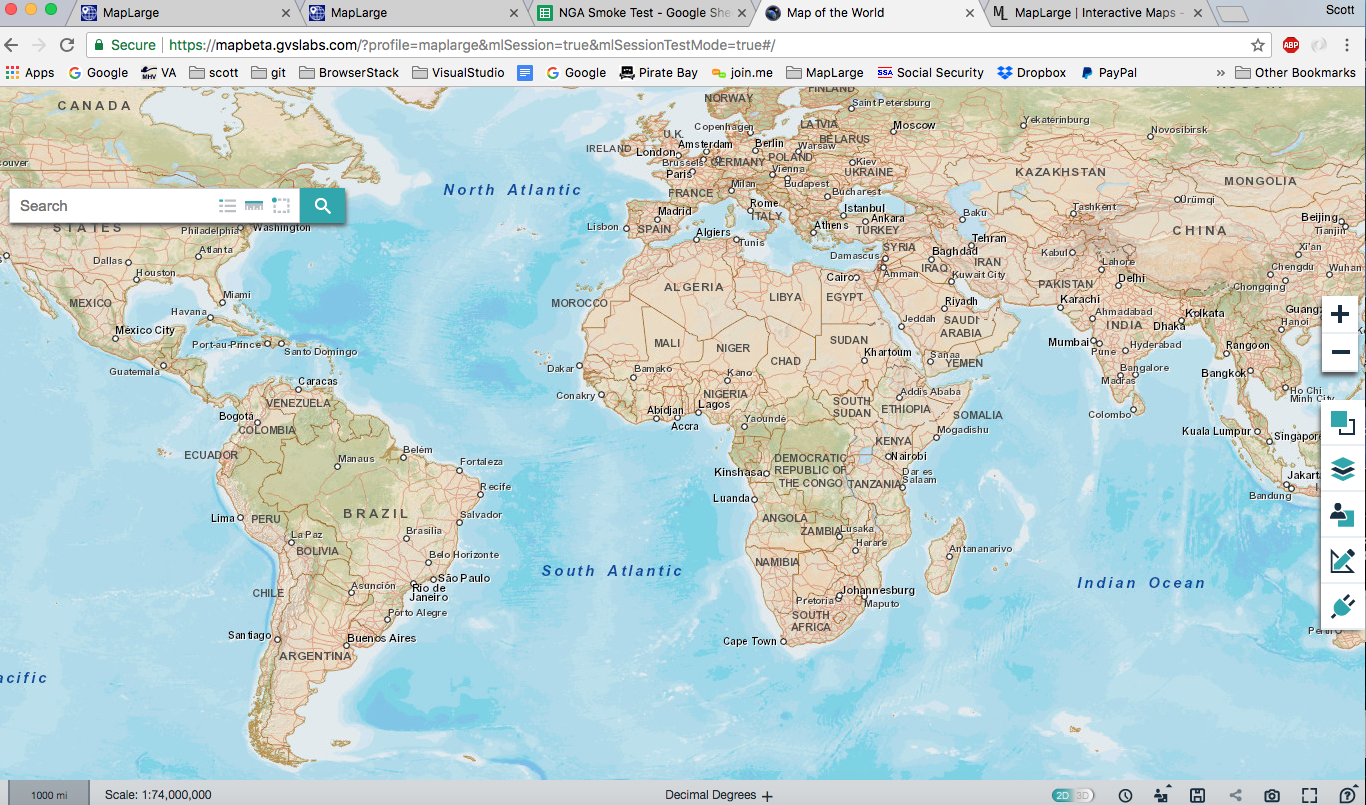 MapLarge
MapLarge
NGA Smoke Test - Google She
Map of the World
MapLarge | Interactive Maps -
Scott
Secure
https://mapbeta.gvslabs.com/?profile=maplarge&mlSession=true&mlSessionTestMode=true#/
ABP
Apps
Google
MHV
VA
scott
git
BrowserStack
VisualStudio
Google
Pirate Bay
join.me
MapLarge
SSA
Social Security
Dropbox
PayPal
»
Other Bookmarks
CANADA
NORWAY
FINLAND
Saint Petersburg
Copenhagen
LATVIA
Moscow
Yekaterinburg
Novosibirsk
U.K.
IRELAND
Amsterdam
London
Berlin
BELARUS
Warsaw
Brussels
GERMANY
POLAND
Kiev
UKRAINE
Paris
Vienna
KAZAKHSTAN
MONGOLIA
couver
North Atlantic
FRANCE
Milan
Budapest
Bucharest
Search
Rome
ITALY
Istanbul
Tashkent
Ürümqi
Madrid
SPAIN
Lisbon
Athens
Ankara
TURKEY
Baku
Beijing
Tianjin
STATES
Philadelphia
Washington
Algiers
Tunis
SYRIA
Tehran
CHINA
Atlanta
Damascus
Baghdad
Kabul
Xi'an
Dallas
Amman
IRAQ
IRAN
Lahore
Chengdu
Wuhan
Houston
Cairo
Kuwait City
PAKISTAN
Delhi
Chongqing
ALGERIA
LIBYA
EGYPT
Miami
MEXICO
MOROCCO
Riyadh
Karachi
Ahmadabad
Kolkata
Guangz
Havana
Jeddah
SAUDI
ARABIA
INDIA
Dhaka
Hanoi
Mexico City
Port-au-Prince
Santo Domingo
MALI
NIGER
SUDAN
Khartoum
Sanaa
YEMEN
Mumbai
Pune
Hyderabad
Rangoon
Guatemala
Dakar
Bamako
CHAD
Kano
Bangalore
Madras
Bangkok
Caracas
VENEZUELA
Conakry
NIGERIA
Addis Ababa
ETHIOPIA
Ho Chi
Minh City
Bogota
COLOMBIA
Abidjan
Lagos
Accra
Yaoundé
SOUTH
SUDAN
SOMALIA
Mogadishu
Colombo
Kuala Lumpur
Singapore
ECUADOR
Belém
Manaus
Fortaleza
KENYA
Nairobi
Kinshasa
DEMOCRATIC
REPUBLIC OF
THE CONGO
TANZANIA
Dar es
Salaam
Jakarta
Bandung
Recife
Luanda
Lima
PERU
BRAZIL
Salvador
ANGOLA
ZAMBIA
Lusaka
La Paz
BOLIVIA
Brasília
Harare
Antananarivo
Belo Horizonte
NAMIBIA
South Atlantic
Indian Ocean
CHILE
Asunción
São Paulo
Rio de
Janeiro
Johannesburg
Pretoria
Maputo
Pôrto Alegre
SOUTH
AFRICA
Santiago
Buenos Aires
Cape Town
ARGENTINA
Perth
acific
1000 mi
Scale: 1:74,000,000
Decimal Degrees
2D
3D